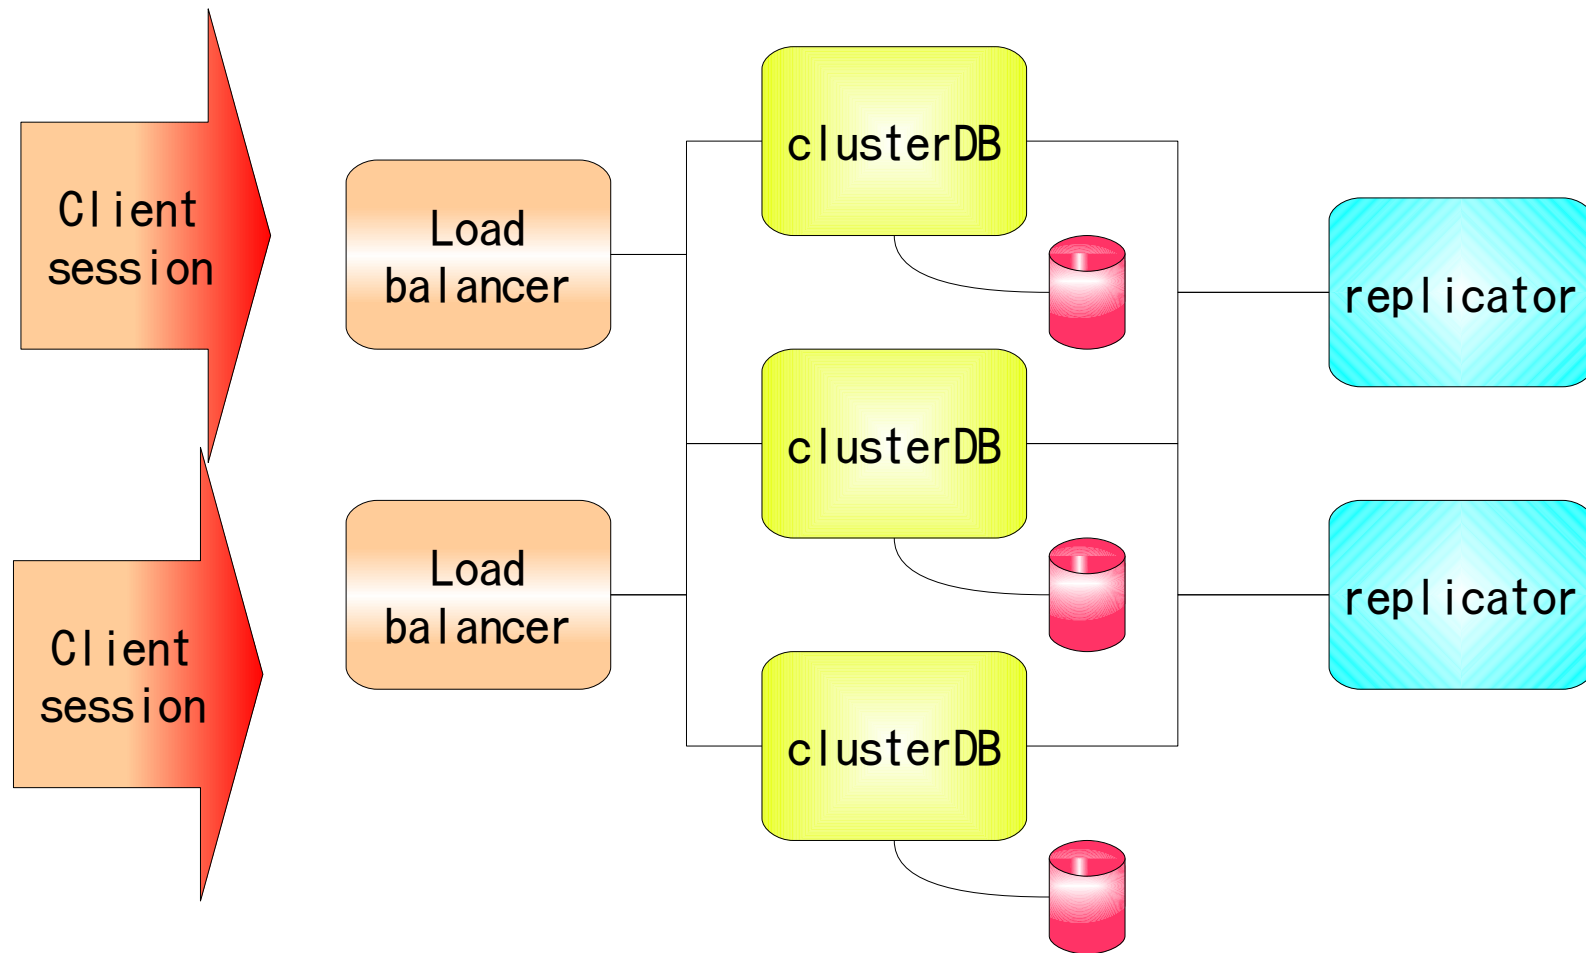 Client
session
Load
balancer
clusterDB
replicator
clusterDB
Client
session
Load
balancer
replicator
clusterDB